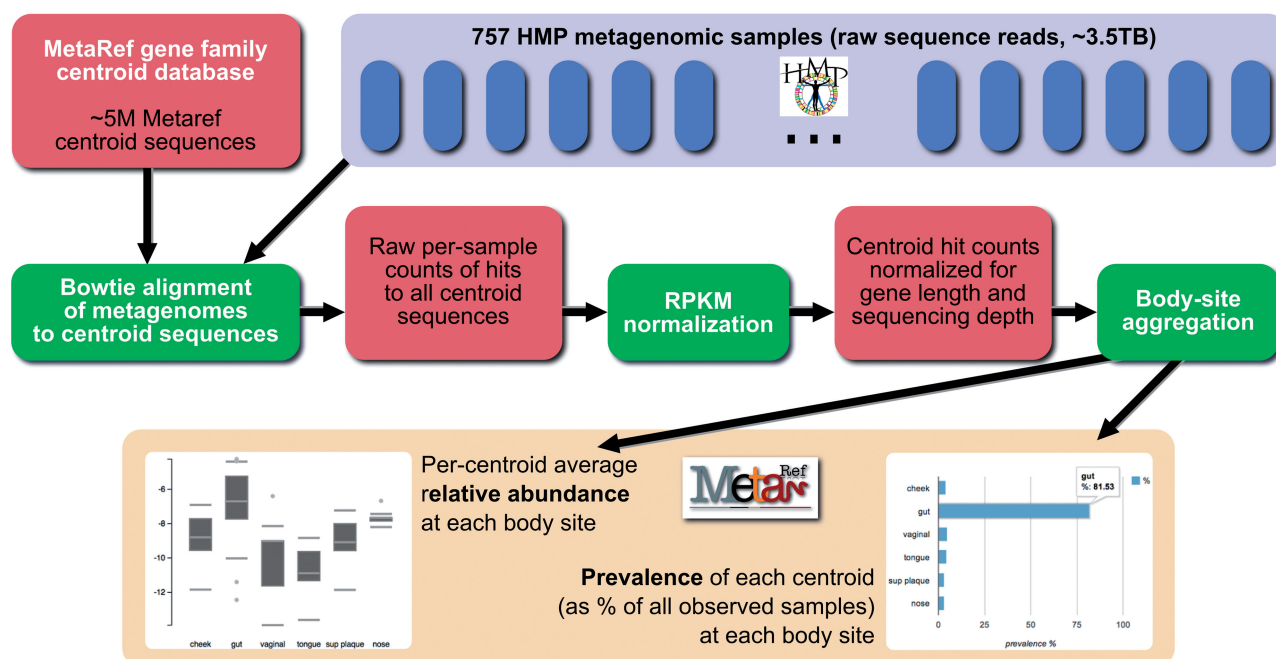 MetaRef gene family
centroid database
~5M Metaref
centroid sequences
757 HMP metagenomic samples (raw sequence reads, ~3.5TB)
HMP
...
Bowtie alignment
of metagenomes
to centroid sequences
Raw per-sample
counts of hits
to all centroid
sequences
RPKM
normalization
Centroid hit counts
normalized for
gene length and
sequencing depth
Body-site
aggregation
-6
-8
-10
-12
cheek gut vaginal tongue sup plaque nose
Per-centroid average
relative abundance
at each body site
MetaRef
Prevalence of each centroid
(as % of all observed samples)
at each body site
gut
%: 81.53
%
cheek
gut
vaginal
tongue
sup plaque
nose
0 25 50 75 100
prevalence %